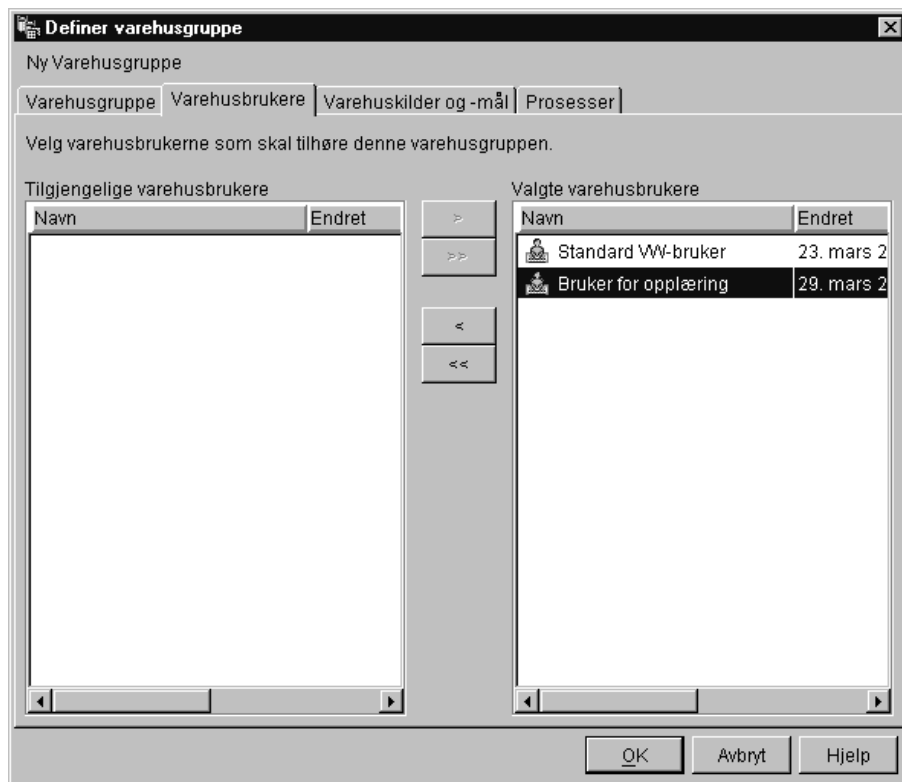 Definer varehusgruppe
Ny Varehusgruppe
Varehusgruppe Varehusbrukere Varehuskilder og -mål Prosesser
Velg varehusbrukerne som skal tilhøre denne varehusgruppen.
Tilgjengelige varehusbrukere
Navn Endret
>
>>
<
<<
Valgte varehusbrukere
Navn Endret
Standard VW-bruker 23. mars 2
Bruker for opplæring 29. mars 2
OK Avbryt Hjelp